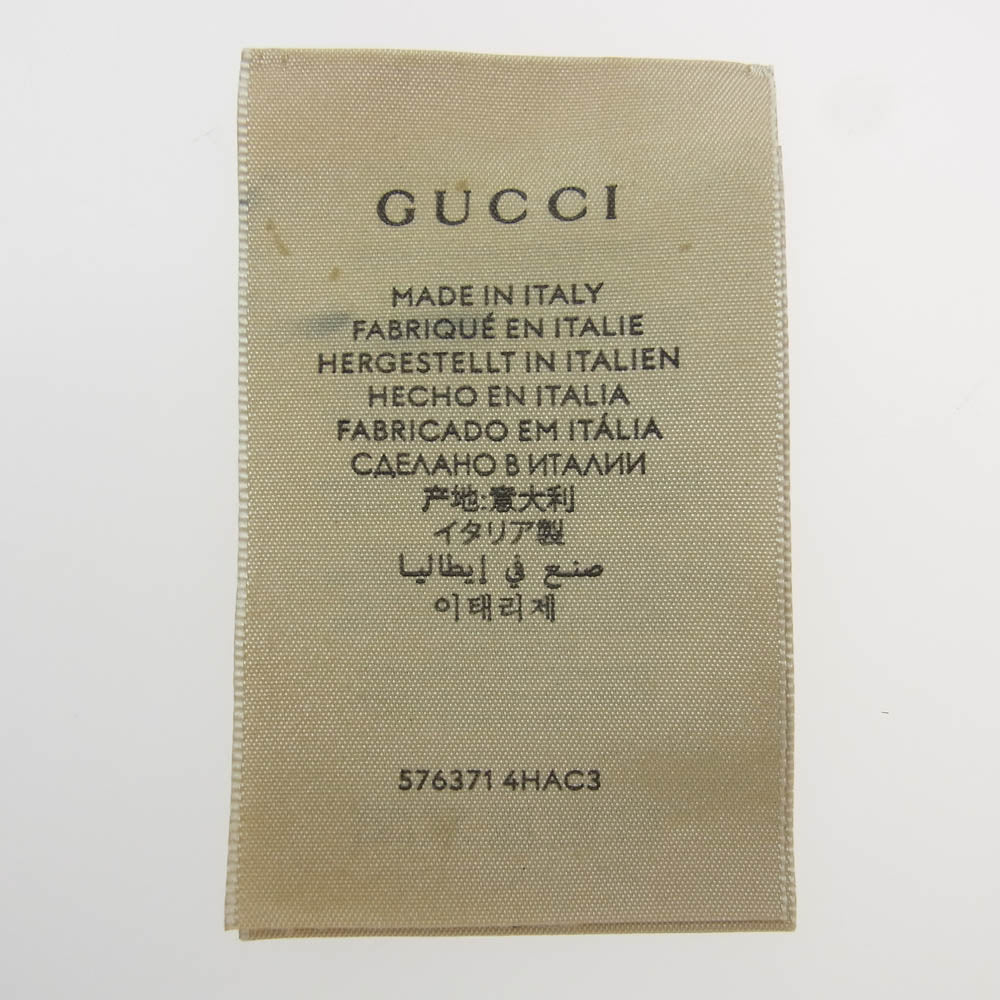 GUCCI
MADE IN ITALY
FABRIQUÉ EN ITALIE
HERGESTELLT IN ITALIEN
HECHO EN ITALIA
FABRICADO EM ITÁLIA
СДЕЛАНО В ИТАЛИИ
产地:意大利
イタリア製
صنع في إيطاليا
이태리제
576371 4HAC3